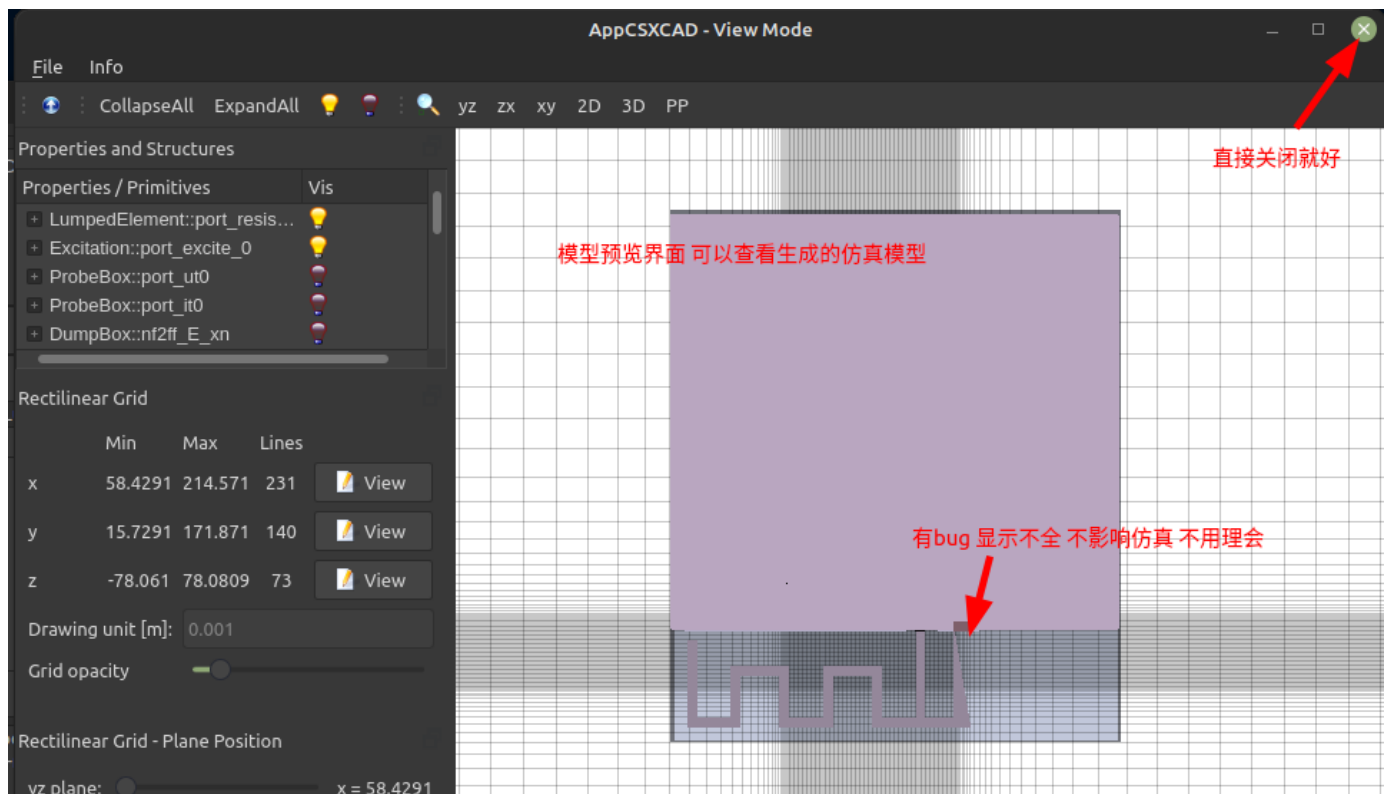 AppCSXCAD - View Mode
File Info
CollapseAll ExpandAll yz zx xy 2D 3D PP
直接关闭就好
Properties and Structures
Properties / Primitives Vis
LumpedElement::port_resis...
Excitation::port_excite_0
模型预览界面 可以查看生成的仿真模型
ProbeBox::port_ut0
ProbeBox::port_it0
DumpBox::nf2ff_E_xn
Rectilinear Grid
Min Max Lines
x 58.4291 214.571 231 View
y 15.7291 171.871 140 View
有bug 显示不全 不影响仿真 不用理会
z -78.061 78.0809 73 View
Drawing unit [m]: 0.001
Grid opacity
Rectilinear Grid - Plane Position
yz plane: x = 58.4291